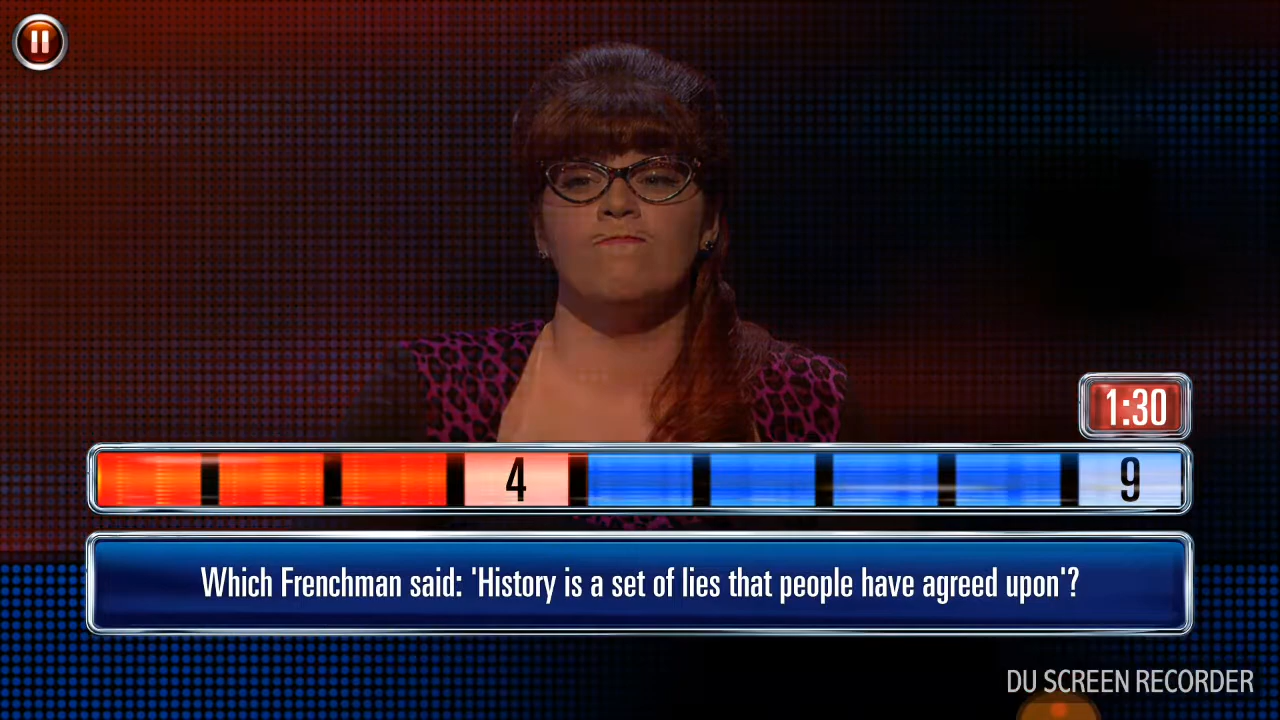 1:30
4
9
Which Frenchman said: 'History is a set of lies that people have agreed upon'?
DU SCREEN RECORDER